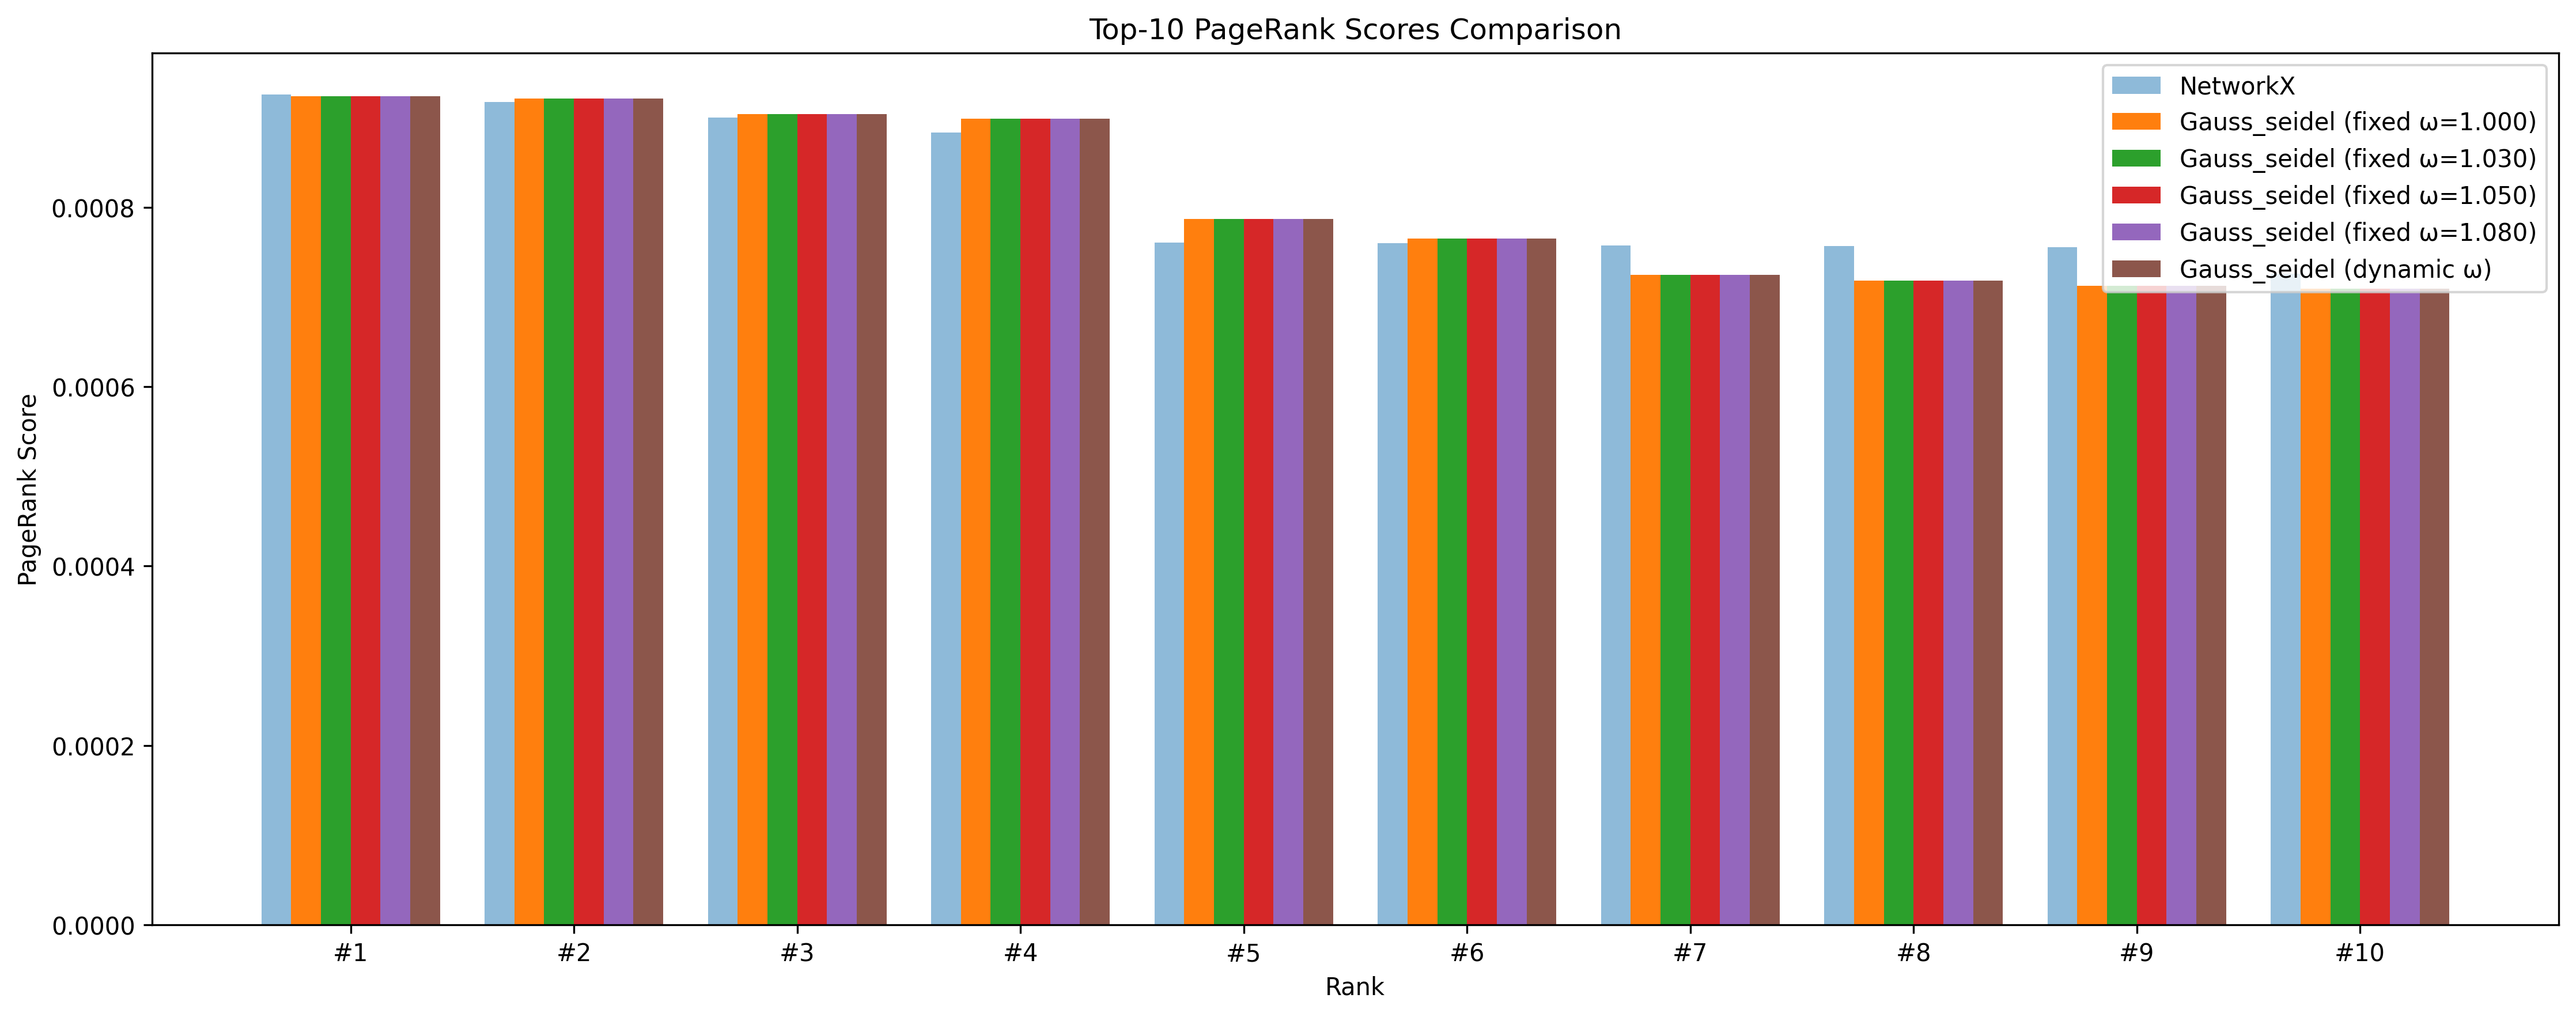 Top-10 PageRank Scores Comparison
NetworkX
Gauss_seidel (fixed ω=1.000)
Gauss_seidel (fixed ω=1.030)
Gauss_seidel (fixed ω=1.050)
Gauss_seidel (fixed ω=1.080)
Gauss_seidel (dynamic ω)
PageRank Score
0.0008
0.0006
0.0004
0.0002
0.0000
#1 #2 #3 #4 #5 #6 #7 #8 #9 #10
Rank